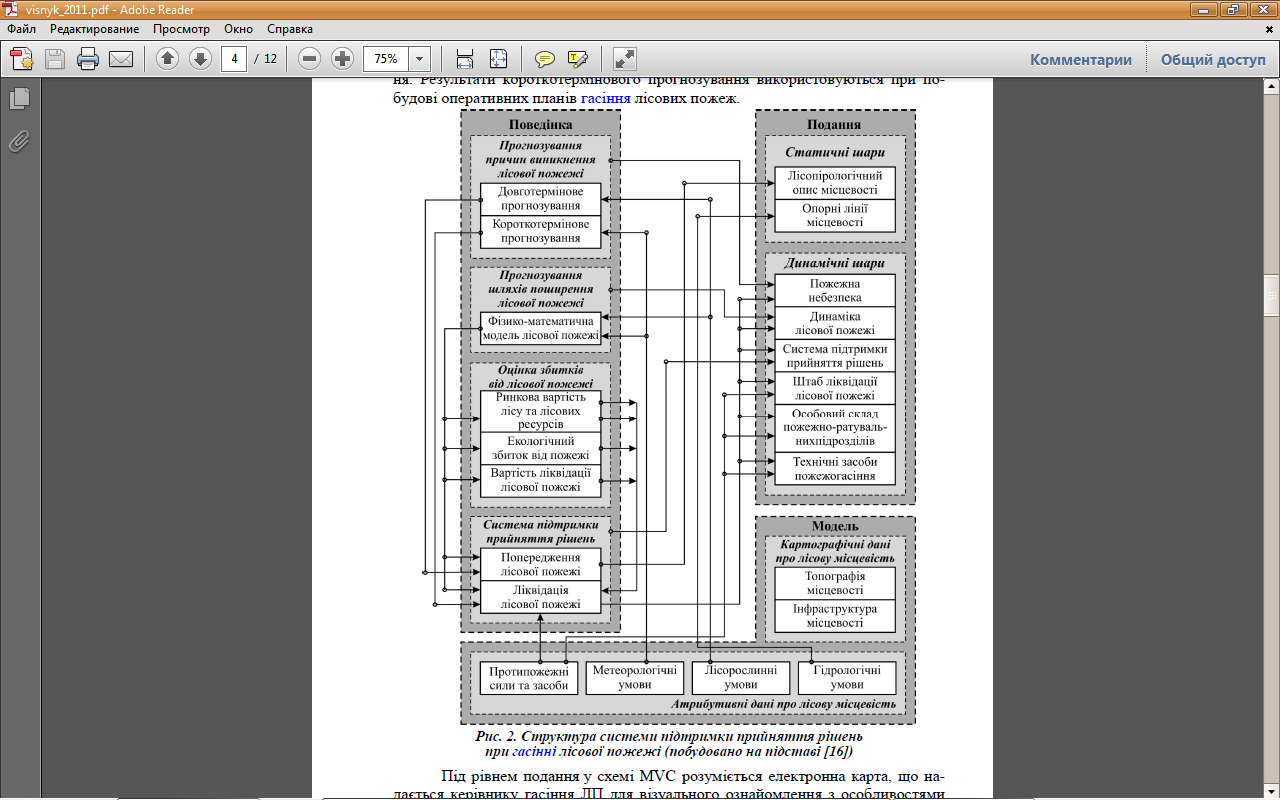 visnyk_2011.pdf - Adobe Reader
Файл Редактирование Просмотр Окно Справка
4 / 12 75% Комментарии Общий доступ
ня. Результати короткотермінового прогнозування використовуються при по-
будові оперативних планів гасіння лісових пожеж.
Поведінка
Прогнозування
причин виникнення
лісової пожежі
Довготермінове
прогнозування
Короткотермінове
прогнозування
Прогнозування
шляхів поширення
лісової пожежі
Фізико-математична
модель лісової пожежі
Оцінка збитків
від лісової пожежі
Ринкова вартість
лісу та лісових
ресурсів
Екологічний
збиток від пожежі
Вартість ліквідації
лісової пожежі
Система підтримки
прийняття рішень
Попередження
лісової пожежі
Ліквідація
лісової пожежі
Подання
Статичні шари
Лісопірологічний
опис місцевості
Опорні лінії
місцевості
Динамічні шари
Пожежна
небезпека
Динаміка
лісової пожежі
Система підтримки
прийняття рішень
Штаб ліквідації
лісової пожежі
Особовий склад
пожежно-ратуваль-
нихпідрозділів
Технічні засоби
пожежогасіння
Модель
Картографічні дані
про лісову місцевість
Топографія
місцевості
Інфраструктура
місцевості
Протипожежні
сили та засоби
Метеорологічні
умови
Лісорослинні
умови
Гідрологічні
умови
Атрибутивні дані про лісову місцевість
Рис. 2. Структура системи підтримки прийняття рішень
при гасінні лісової пожежі (побудовано на підставі [16])
Під рівнем подання у схемі MVC розуміється електронна карта, що на-
дається керівнику гасіння ЛП для візуального ознайомлення з особливостями